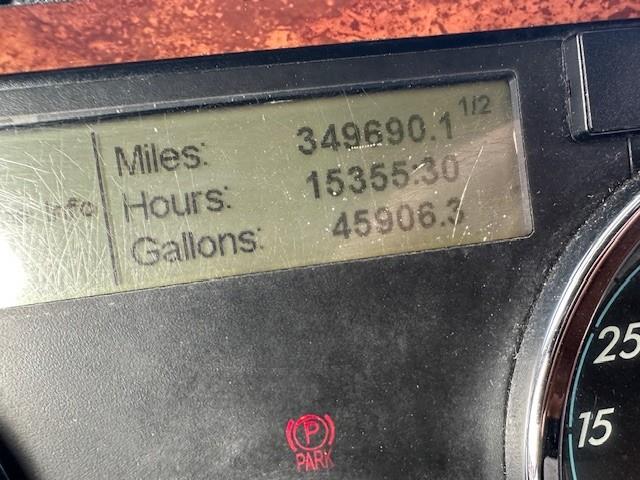 1/2
Miles: 349690.1
Info Hours: 15355.30
Gallons: 45906.3
25
15
P
PARK